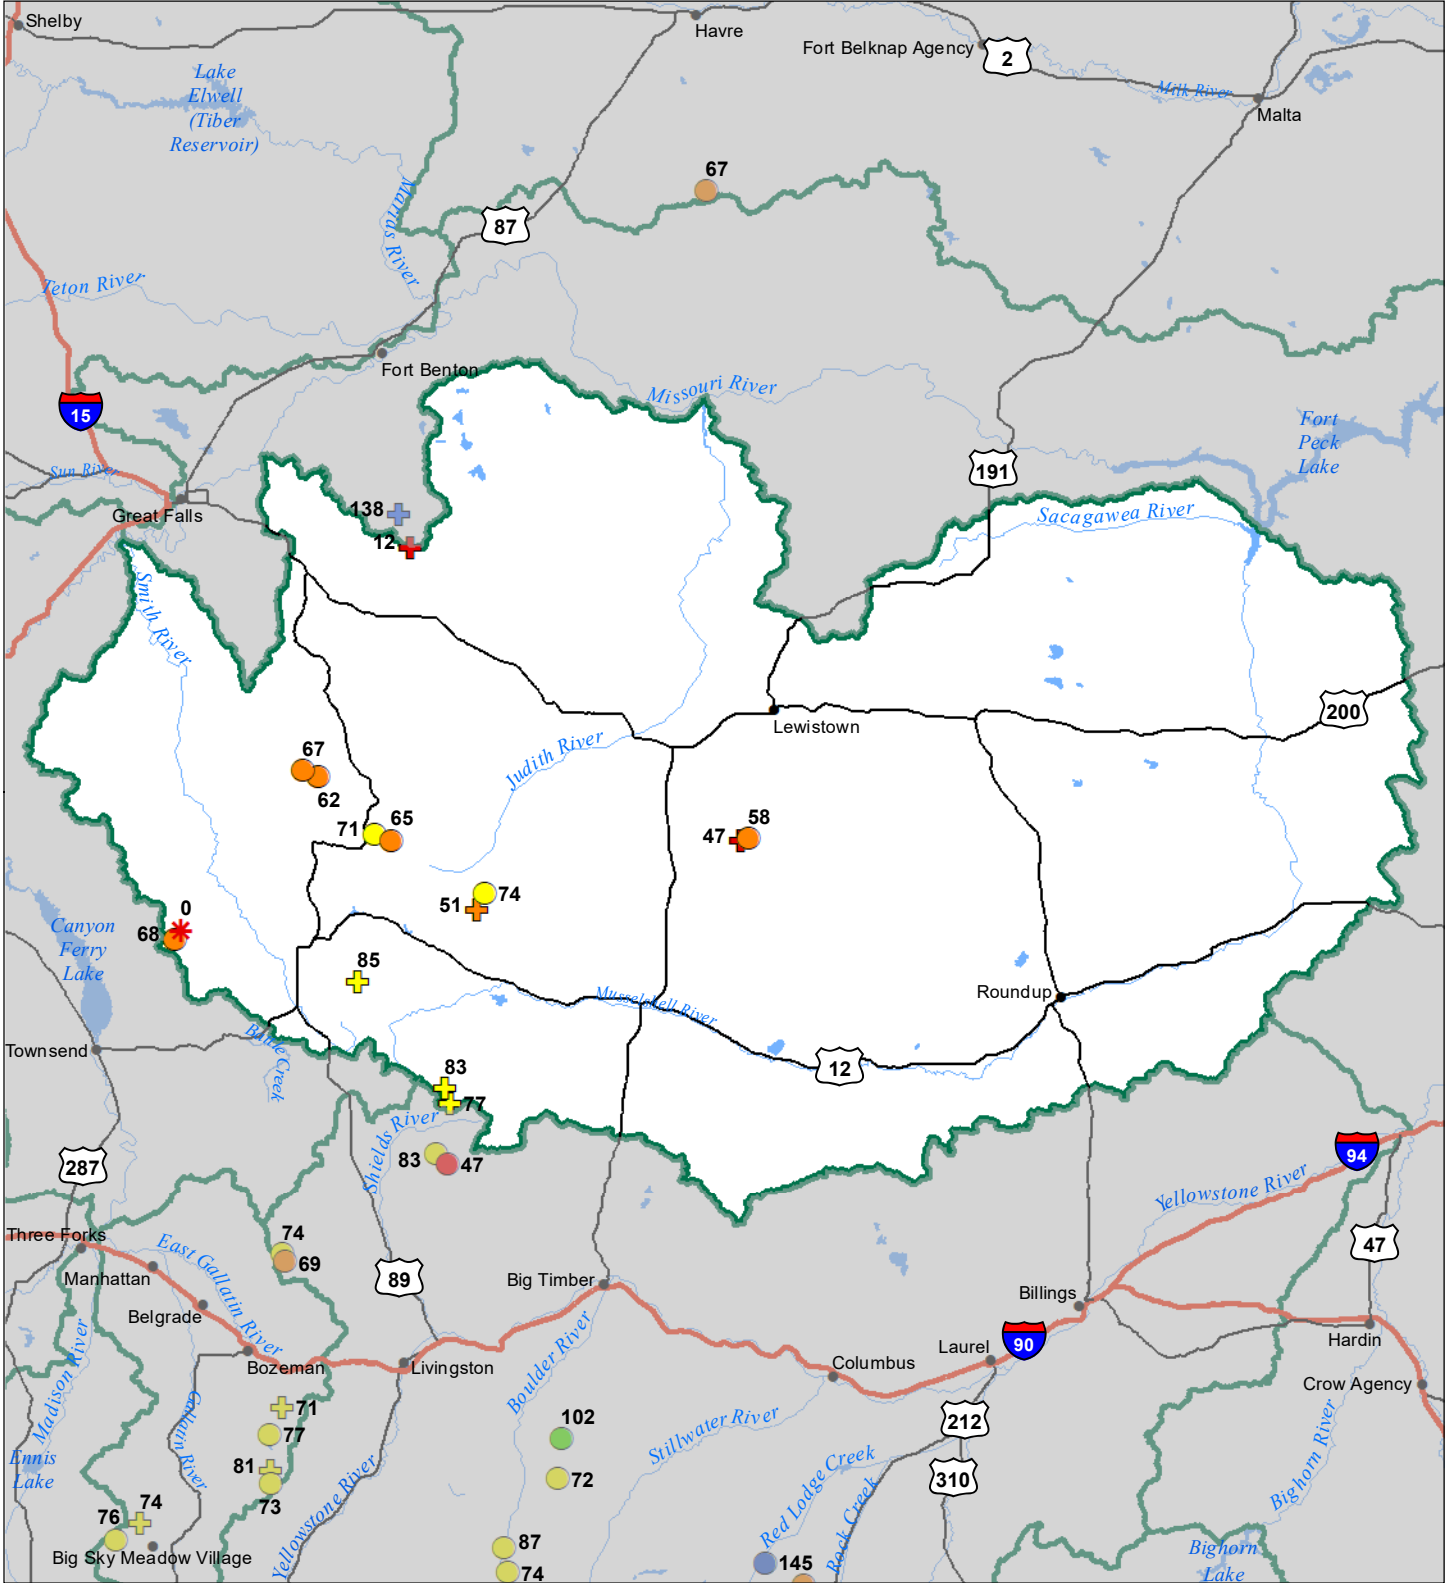 Shelby
Havre
Fort Belknap Agency
2
Lake
Elwell
(Tiber
Reservoir)
Milk River
Malta
67
Marias River
87
Teton River
Fort Benton
Missouri River
15
Fort
Peck
Lake
Sun River
191
138
Great Falls
Sacagawea River
12
Smith River
200
Lewistown
67
Judith River
62
71
65
58
47
74
51
0
68
Canyon
Ferry
Lake
85
Roundup
Musselshell River
Battle Creek
Townsend
12
83
77
Shields River
287
83
47
94
Yellowstone River
Three Forks
74
69
East Gallatin River
47
Manhattan
89
Big Timber
Belgrade
Billings
Madison River
Boulder River
90
Hardin
Bozeman
Livingston
Columbus
Laurel
Crow Agency
Gallatin River
71
77
102
Stillwater River
212
Ennis
Lake
81
73
72
Red Lodge Creek
310
Bighorn River
Yellowstone River
Rock Creek
76
74
87
Big Sky Meadow Village
74
145
Bighorn
Lake